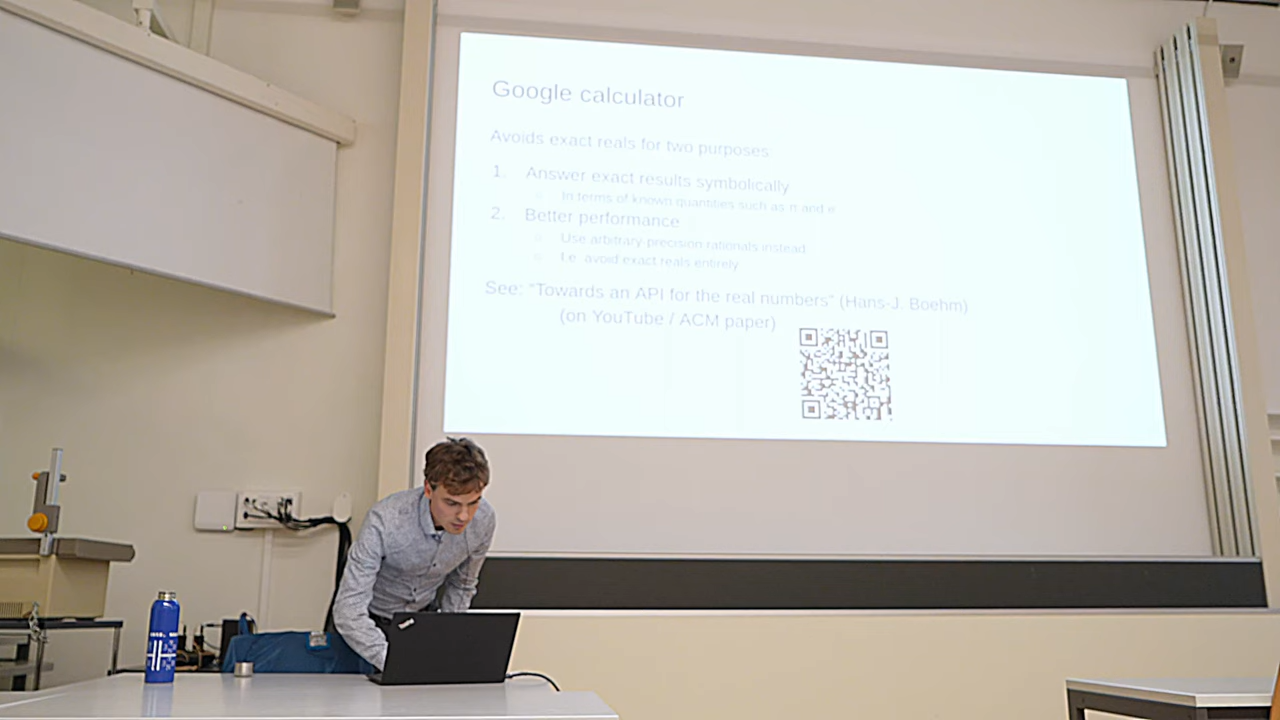 Google calculator
Avoids exact reals for two purposes:
1. Answer exact results symbolically
○ In terms of known quantities such as π and e
2. Better performance
○ Use arbitrary-precision rationals instead
○ I.e. avoid exact reals entirely
See: “Towards an API for the real numbers” (Hans-J. Boehm)
(on YouTube / ACM paper)